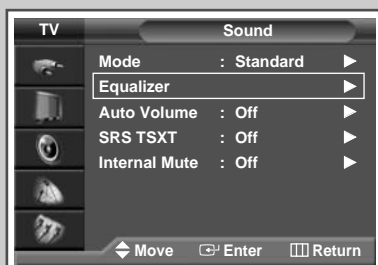 TV Sound
Mode : Standard
Equalizer
Auto Volume : Off
SRS TSXT : Off
Internal Mute : Off
Move Enter Return